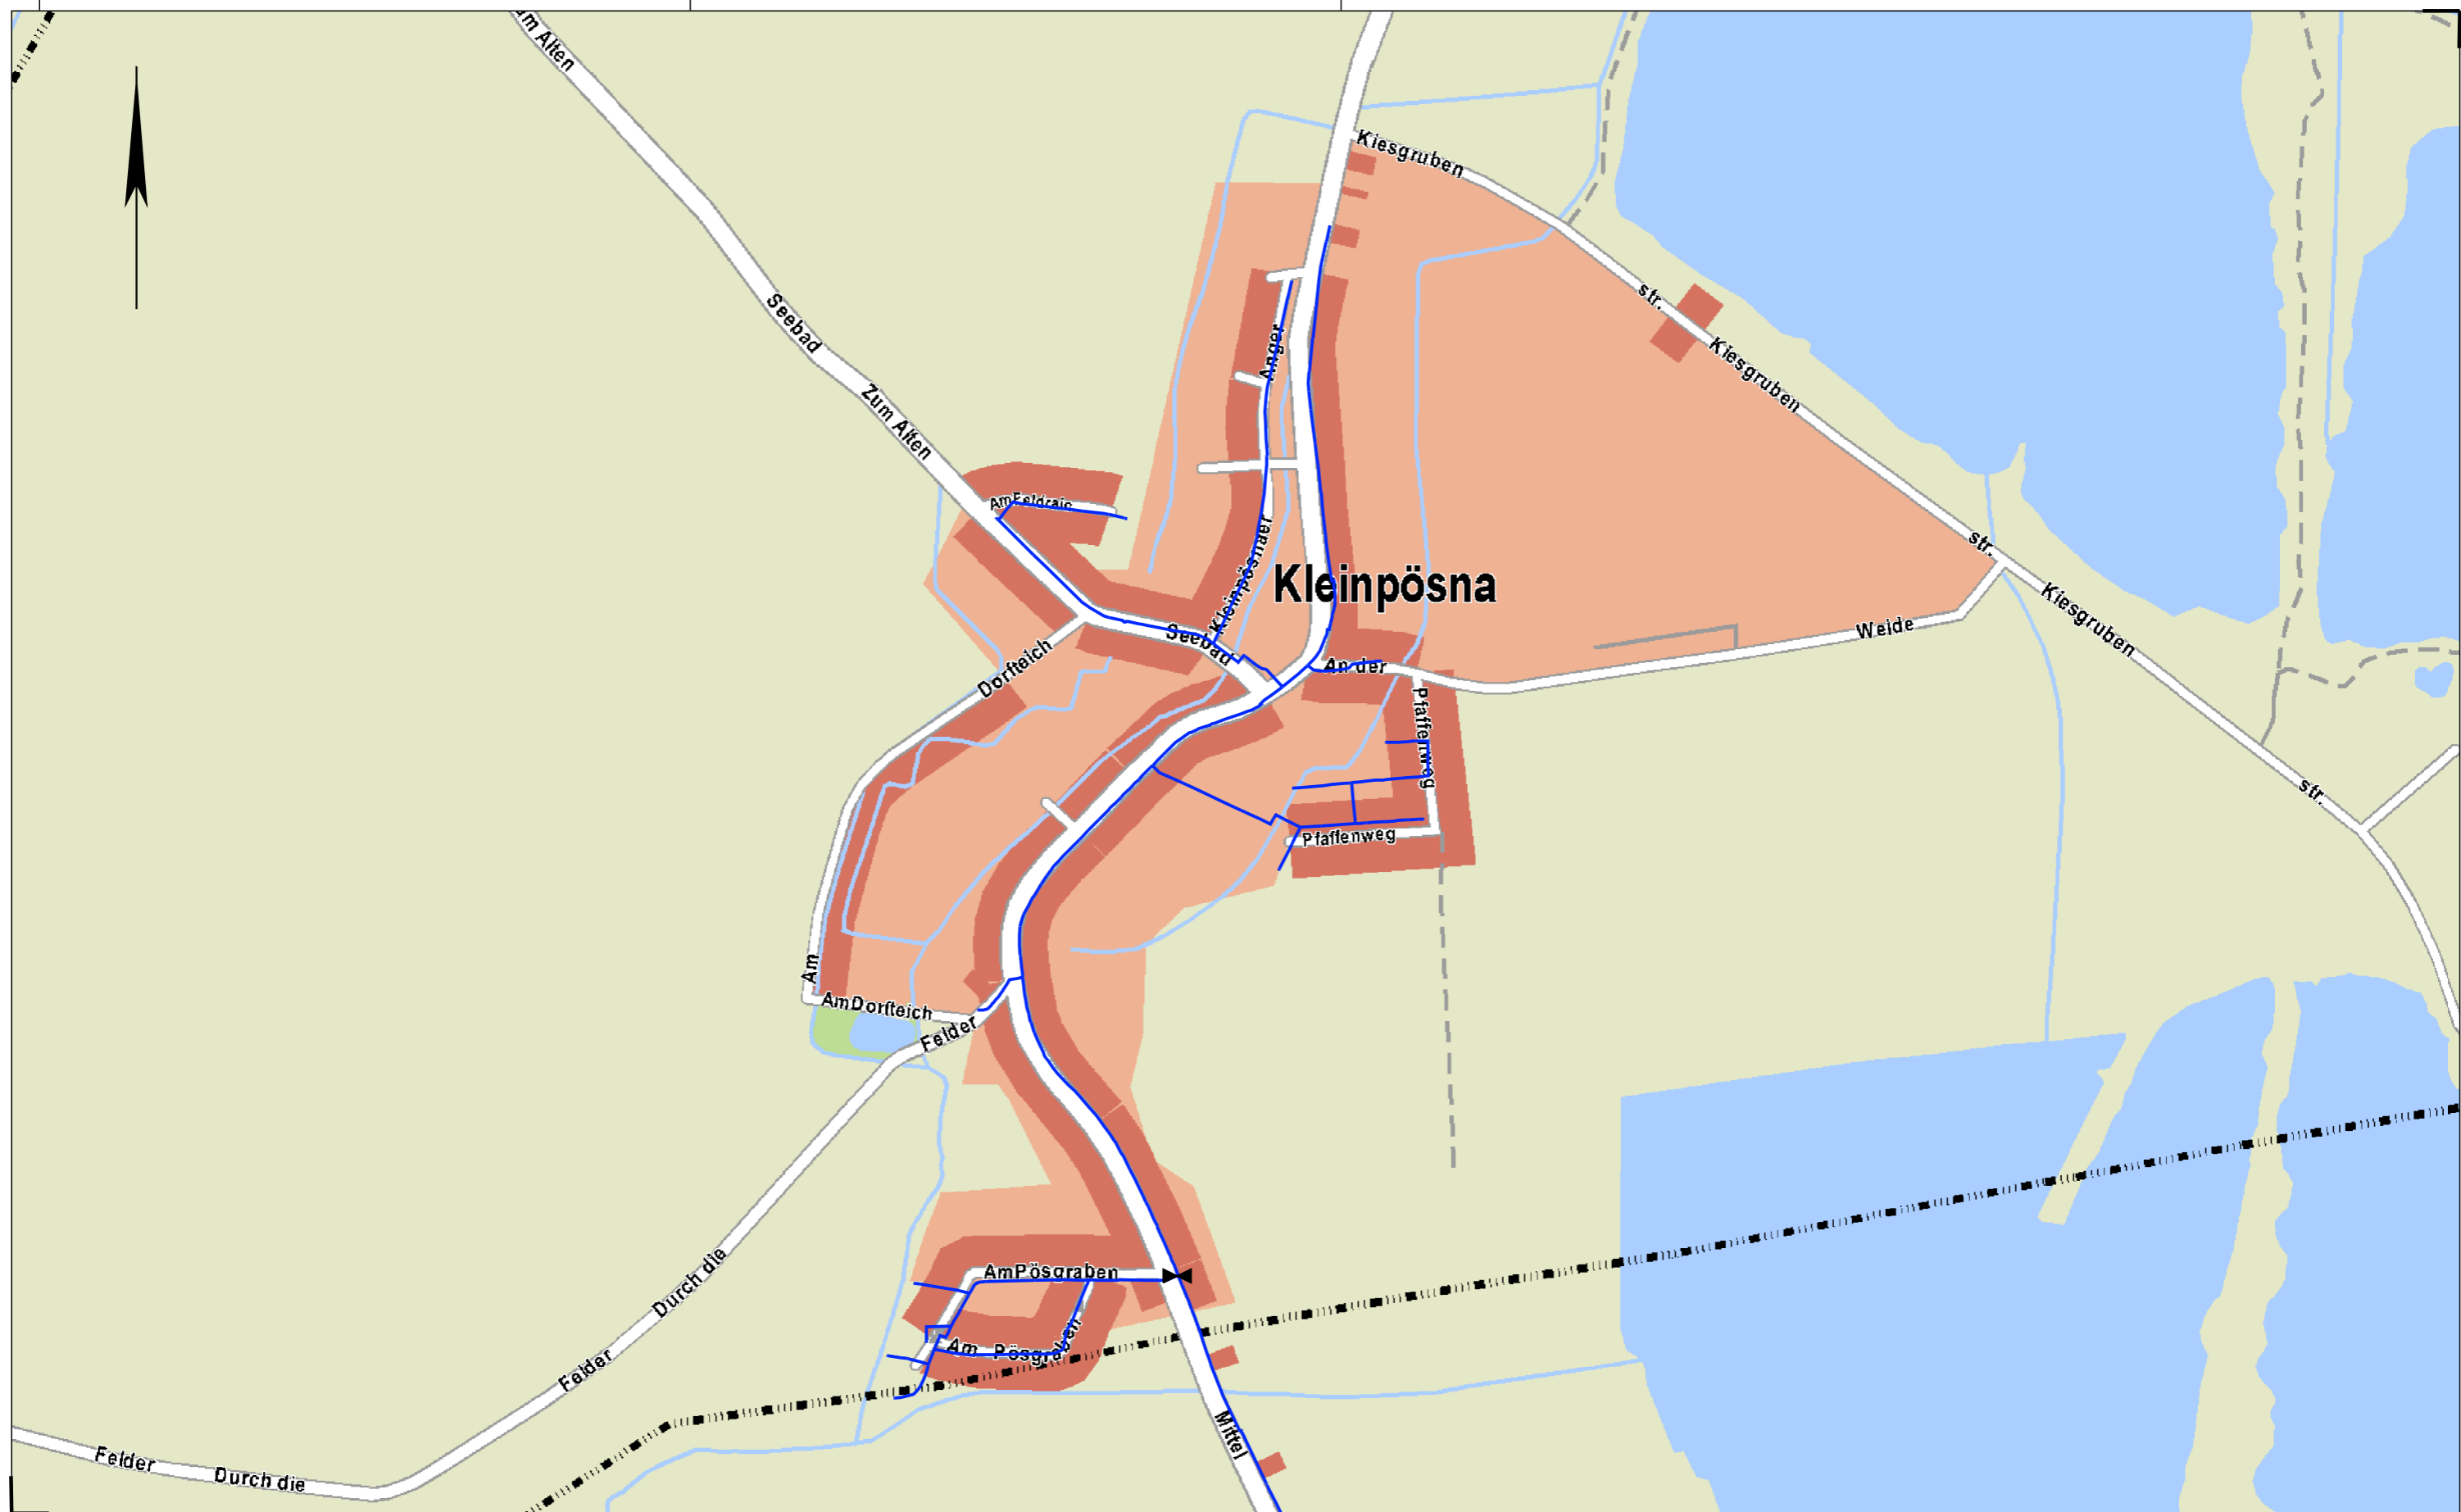 um Alten
Kiesgruben
str.
Seebad
Anger
Kiesgruben
Zum Alten
AmFeldrain
Kleinpösnaer
str.
Kleinpösna
Kiesgruben
Seebad
Weide
Dorfteich
An der
Pfaffenweg
str.
Pfaffenweg
Am
AmDorfteich
Felder
AmPösgraben
Durch die
Am Pösgraben
Felder
Mittel
Felder
Durch die